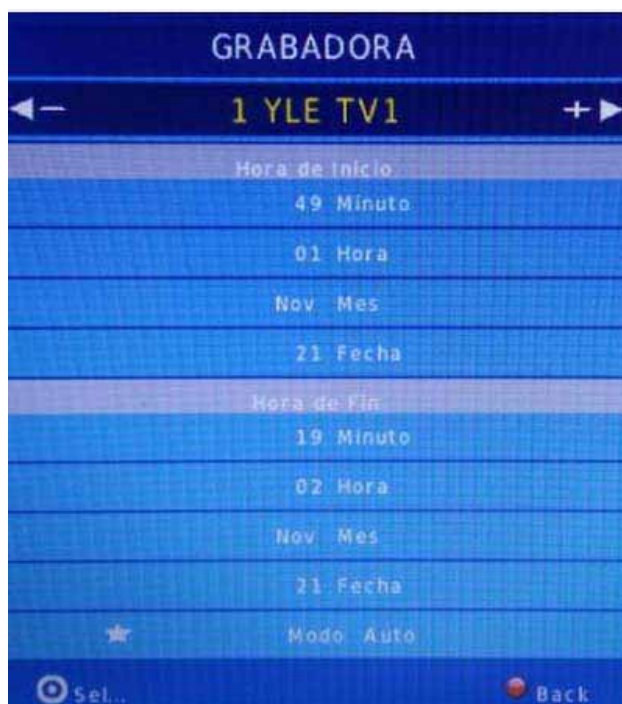 GRABADORA
1 YLE TV1
Hora de Inicio
49 Minuto
01 Hora
Nov Mes
21 Fecha
Hora de Fin
19 Minuto
02 Hora
Nov Mes
21 Fecha
Modo Auto
Sel... Back